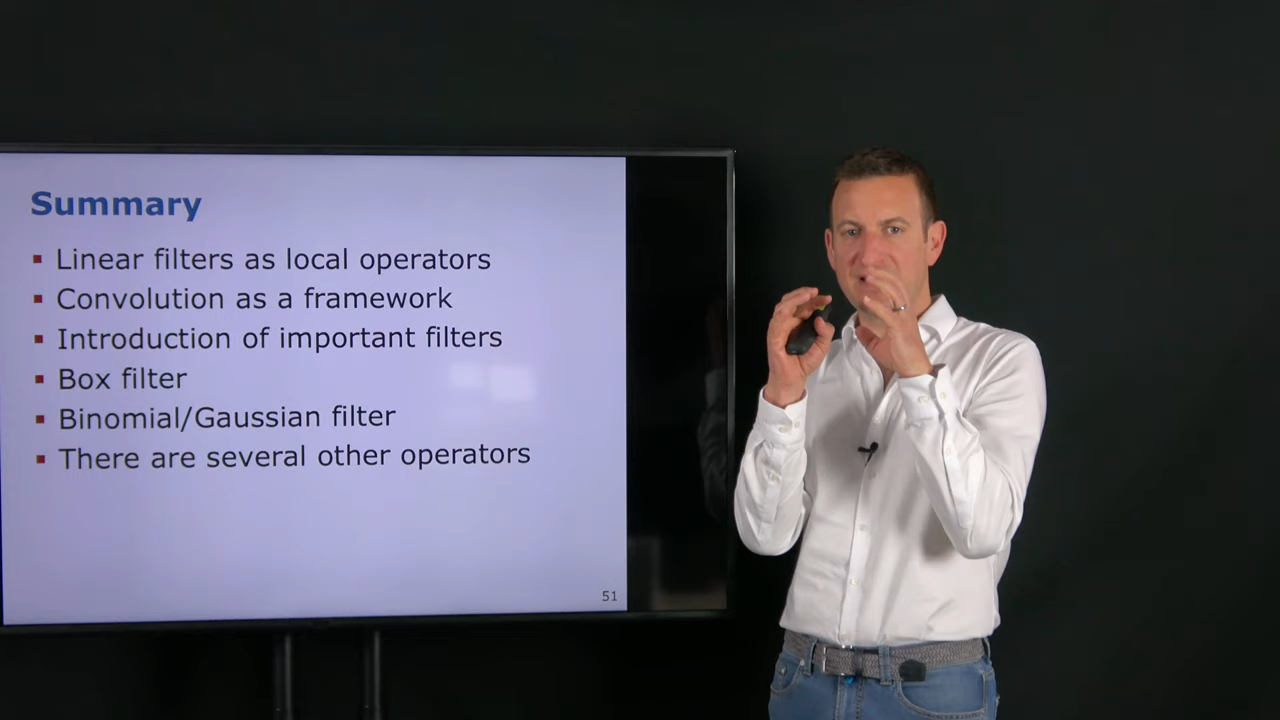 Summary
Linear filters as local operators
Convolution as a framework
Introduction of important filters
Box filter
Binomial/Gaussian filter
There are several other operators
51